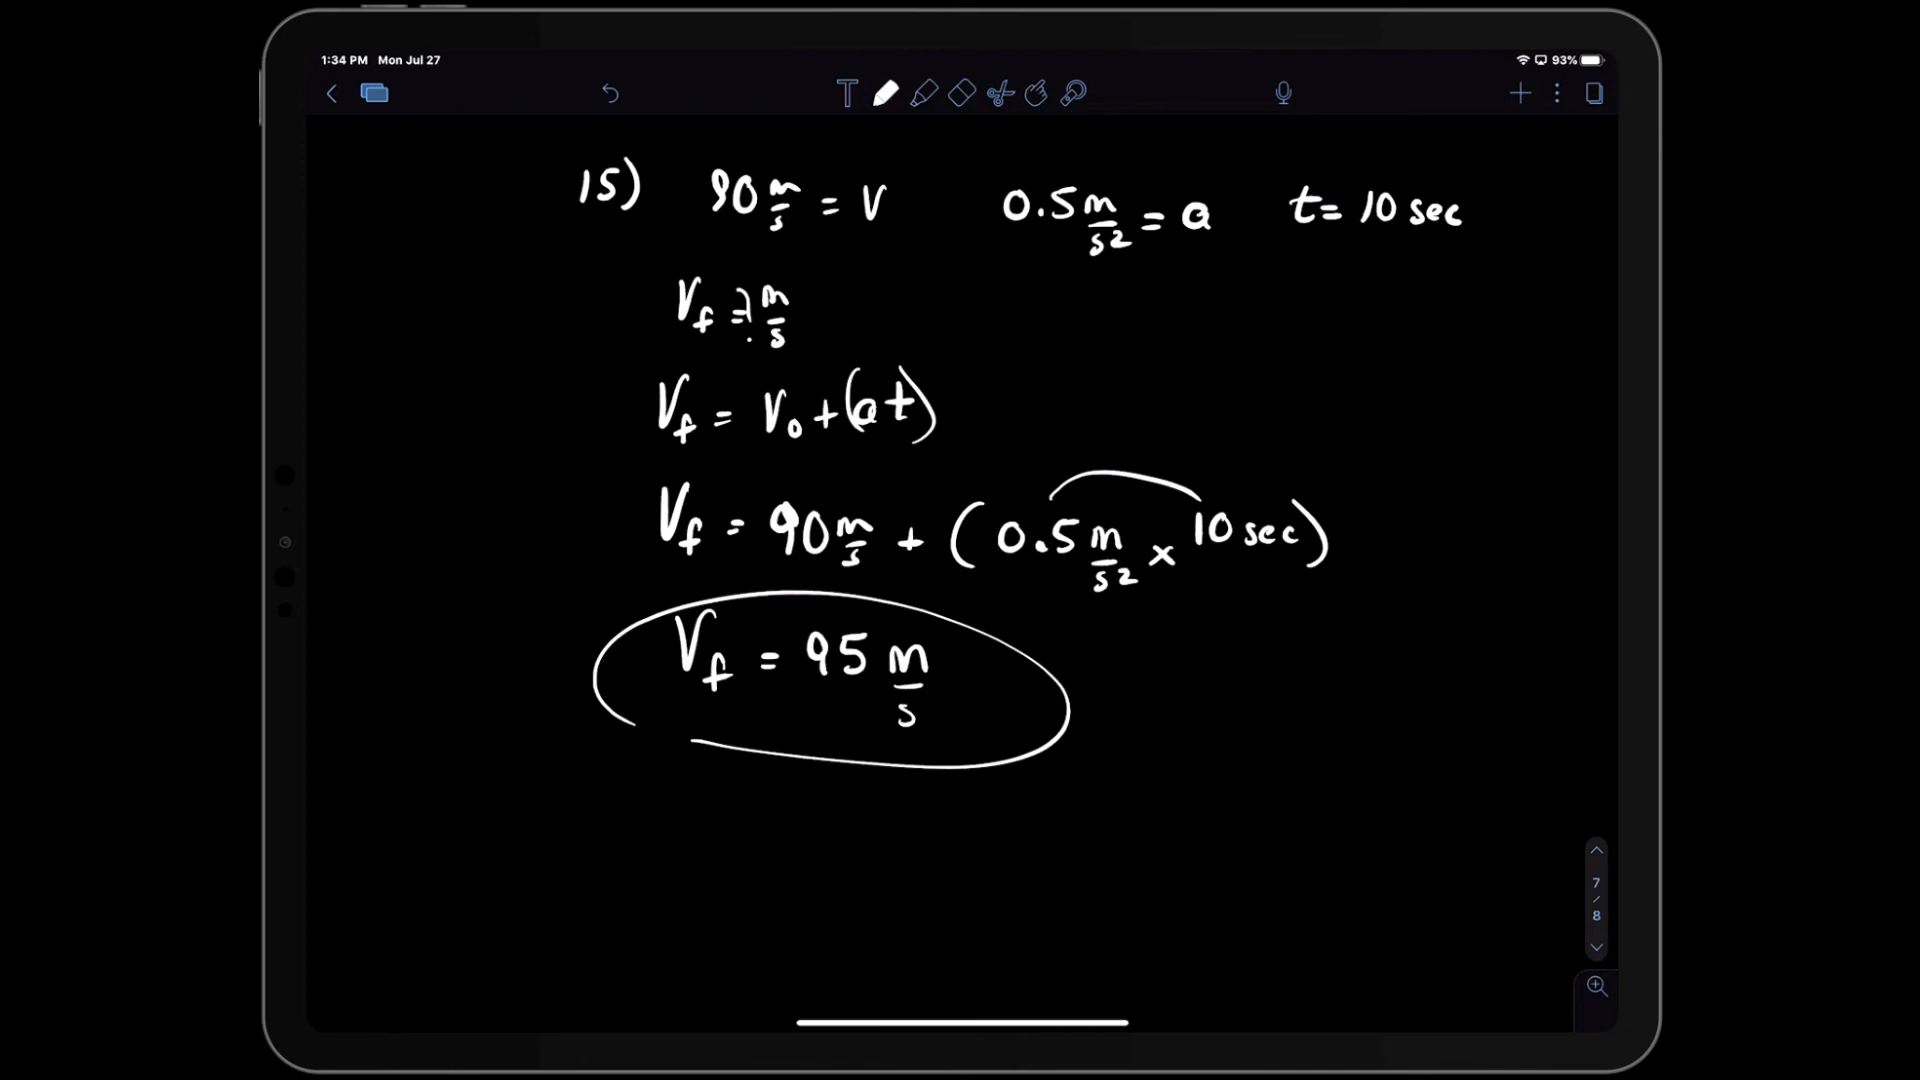 1:34 PM Mon Jul 27
93%
T
15) 90 m/s = V 0.5 m/s² = a t = 10 sec
Vf = ? m/s
Vf = V₀ + (at)
Vf = 90 m/s + (0.5 m/s² × 10 sec)
Vf = 95 m/s
7
/
8